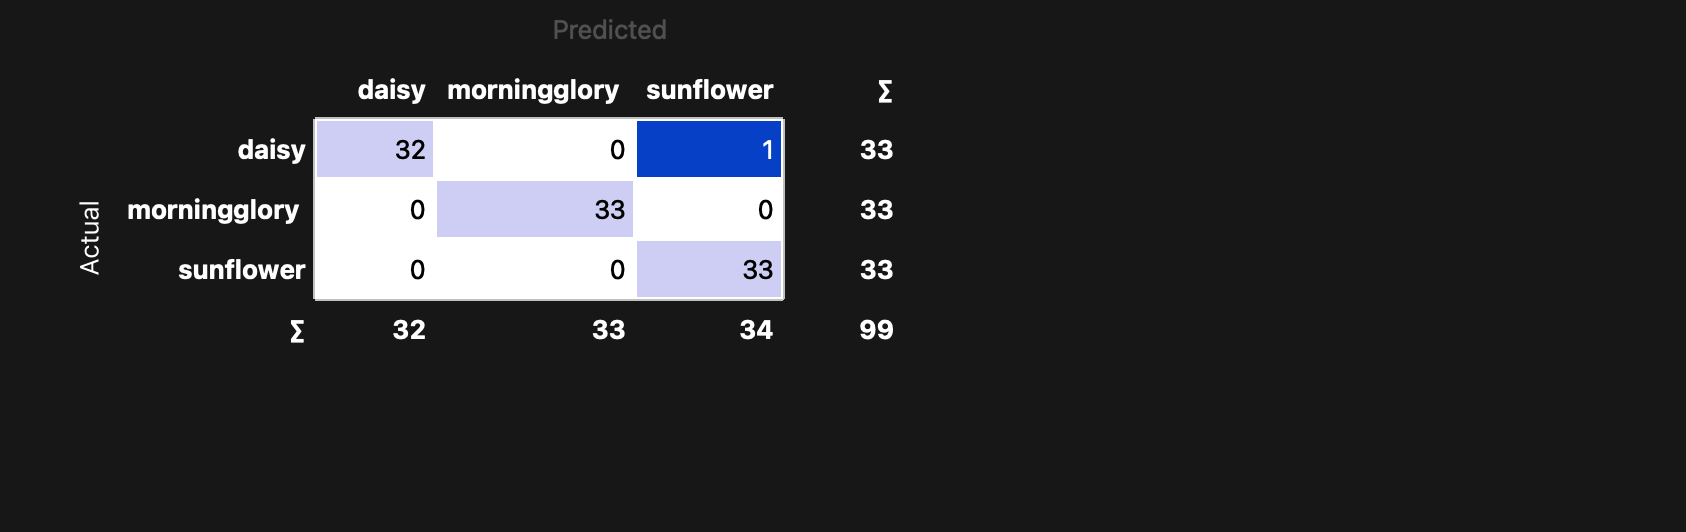 Predicted
daisy morningglory sunflower Σ
daisy 32 0 1 33
Actual
morningglory 0 33 0 33
sunflower 0 0 33 33
Σ 32 33 34 99